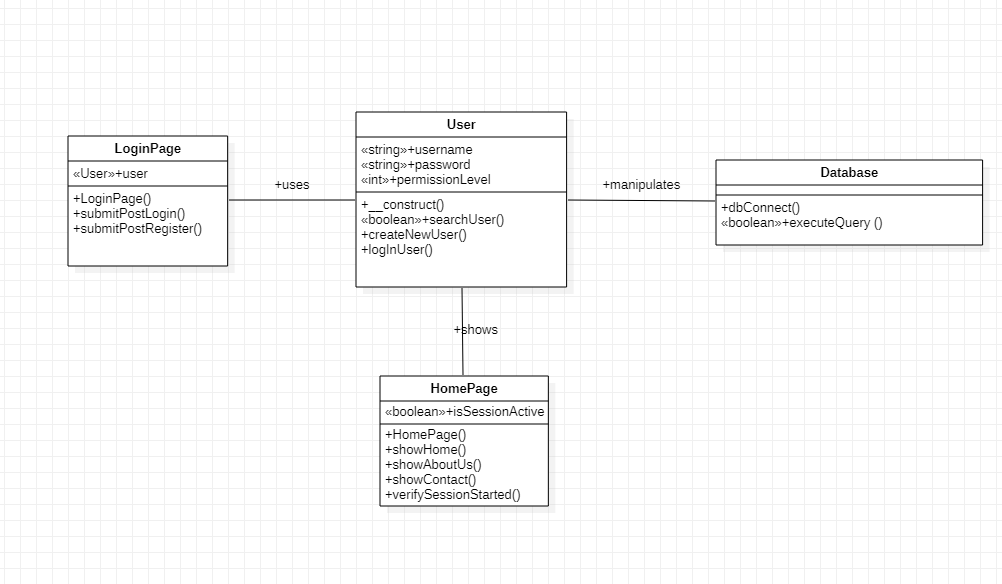 LoginPage
«User»+user
+LoginPage()
+submitPostLogin()
+submitPostRegister()
+uses
User
«string»+username
«string»+password
«int»+permissionLevel
+__construct()
«boolean»+searchUser()
+createNewUser()
+logInUser()
+manipulates
Database
+dbConnect()
«boolean»+executeQuery ()
+shows
HomePage
«boolean»+isSessionActive
+HomePage()
+showHome()
+showAboutUs()
+showContact()
+verifySessionStarted()